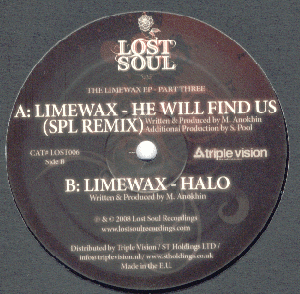 LOST
SOUL
THE LIMEWAX EP - PART THREE
A: LIMEWAX - HE WILL FIND US
(SPL REMIX) Written & Produced by M. Anokhin
Additional Production by S. Pool
CAT# LOST006
Side B
triple vision
B: LIMEWAX - HALO
Written & Produced by M. Anokhin
℗ & © 2008 Lost Soul Recordings
www.lostsoulrecordings.com
Distributed by Triple Vision / ST Holdings LTD /
info@triplevision.nl / www.stholdings.co.uk
Made in the E.U.